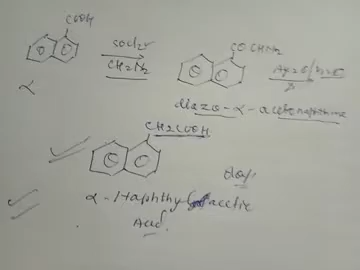 COOH
SOCl2
CH2N2
COCHN2
Ag2O/H2O
α
diazo-α-acetonaphthone
CH2COOH
α-Naphthyl acetic
Acid.